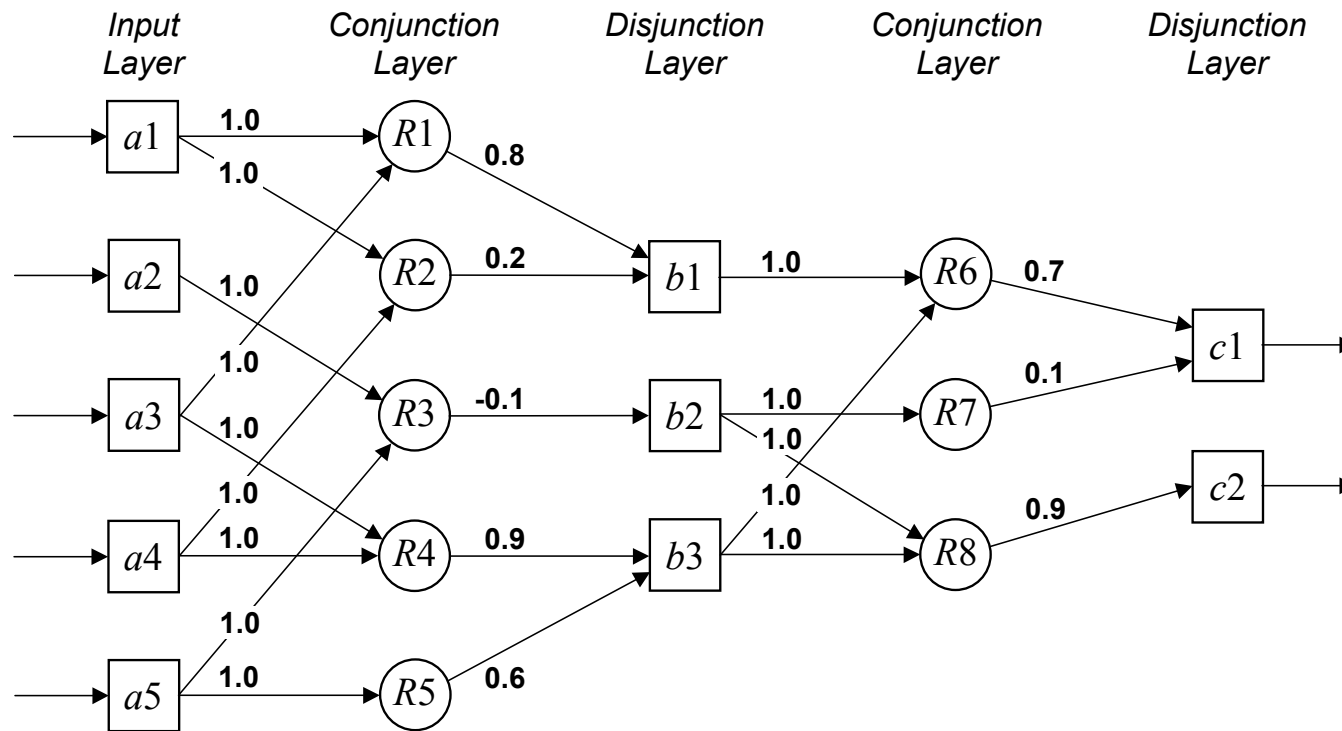 Input Layer
Conjunction Layer
Disjunction Layer
Conjunction Layer
Disjunction Layer
a1
1.0
R1
0.8
1.0
a2
1.0
R2
0.2
b1
1.0
R6
0.7
c1
a3
1.0
1.0
R3
-0.1
b2
1.0
1.0
R7
0.1
c2
a4
1.0
1.0
R4
0.9
b3
1.0
1.0
R8
0.9
a5
1.0
1.0
R5
0.6